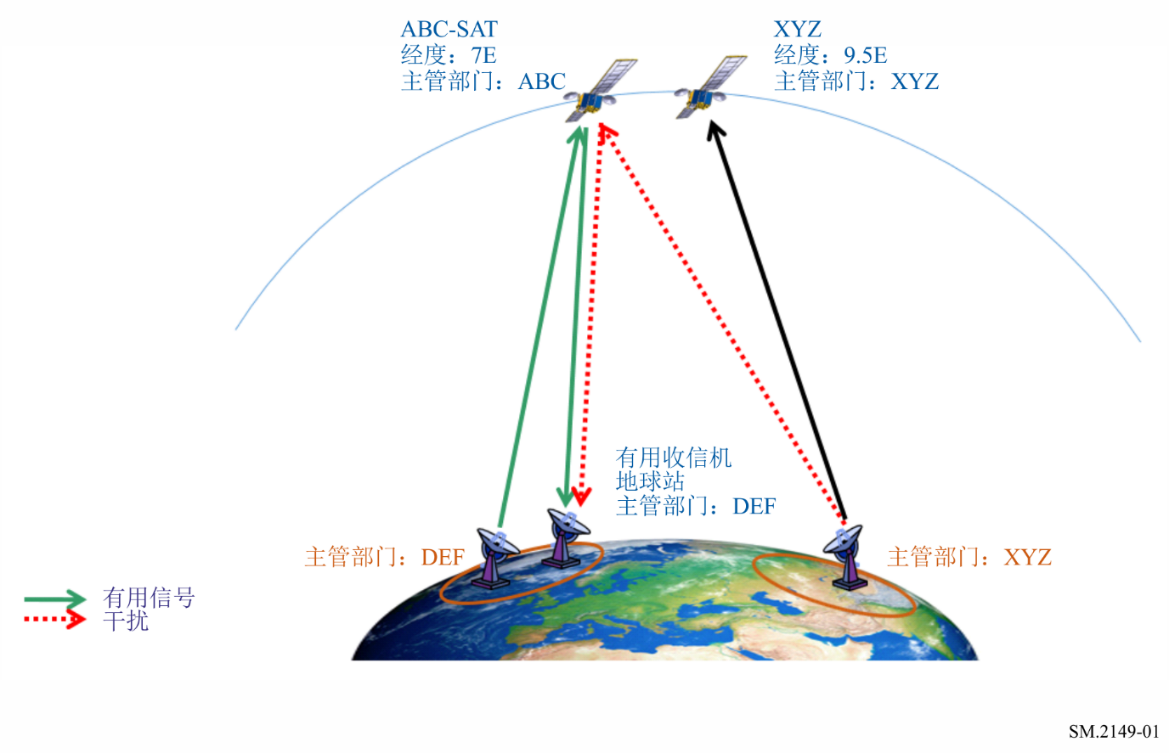 ABC-SAT
经度：7E
主管部门：ABC
XYZ
经度：9.5E
主管部门：XYZ
有用收信机
地球站
主管部门：DEF
主管部门：DEF
主管部门：XYZ
有用信号
干扰
SM.2149-01